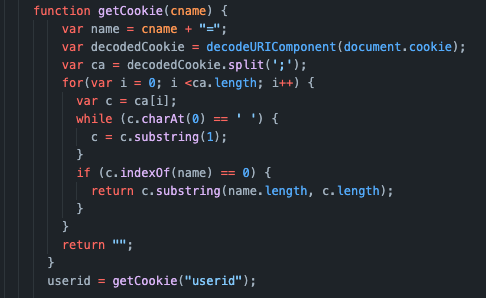 function getCookie(cname) {
var name = cname + "=";
var decodedCookie = decodeURIComponent(document.cookie);
var ca = decodedCookie.split(';');
for(var i = 0; i <ca.length; i++) {
var c = ca[i];
while (c.charAt(0) == ' ') {
c = c.substring(1);
}
if (c.indexOf(name) == 0) {
return c.substring(name.length, c.length);
}
}
return "";
}
userid = getCookie("userid");